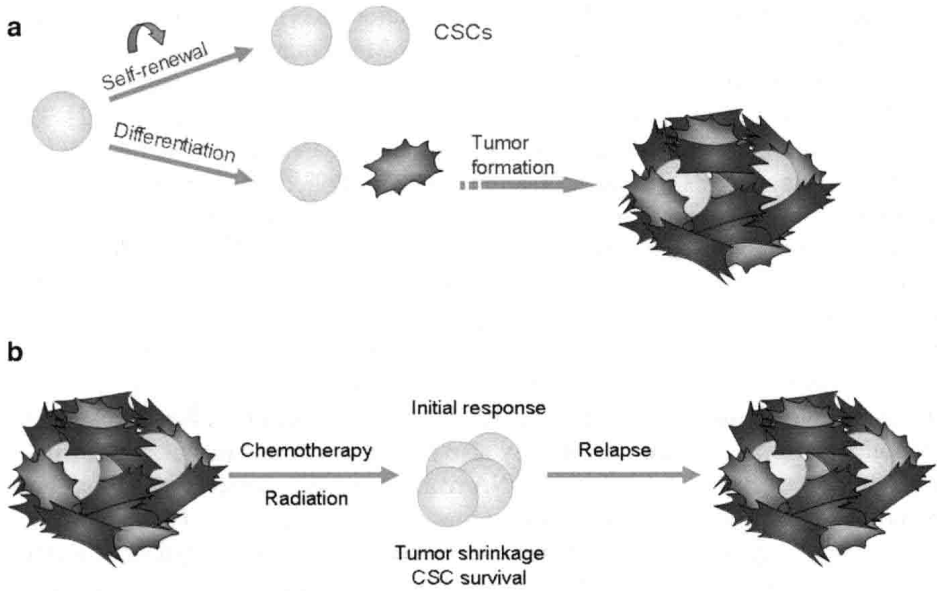 a
Self-renewal
CSCs
Differentiation
Tumor
formation
b
Initial response
Chemotherapy
Radiation
Relapse
Tumor shrinkage
CSC survival